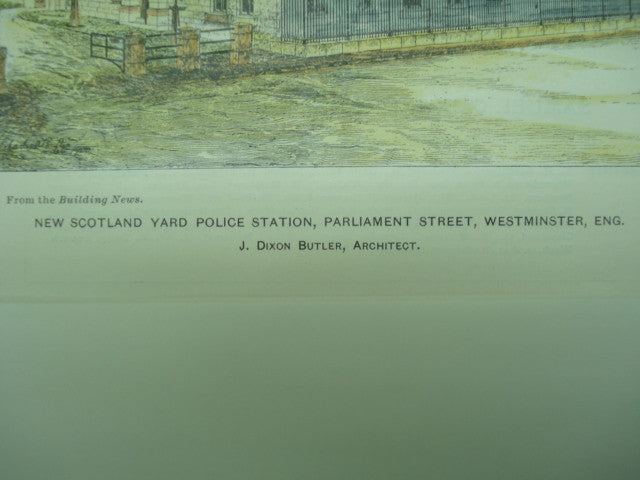 From the Building News.
NEW SCOTLAND YARD POLICE STATION, PARLIAMENT STREET, WESTMINSTER, ENG.
J. DIXON BUTLER, ARCHITECT.